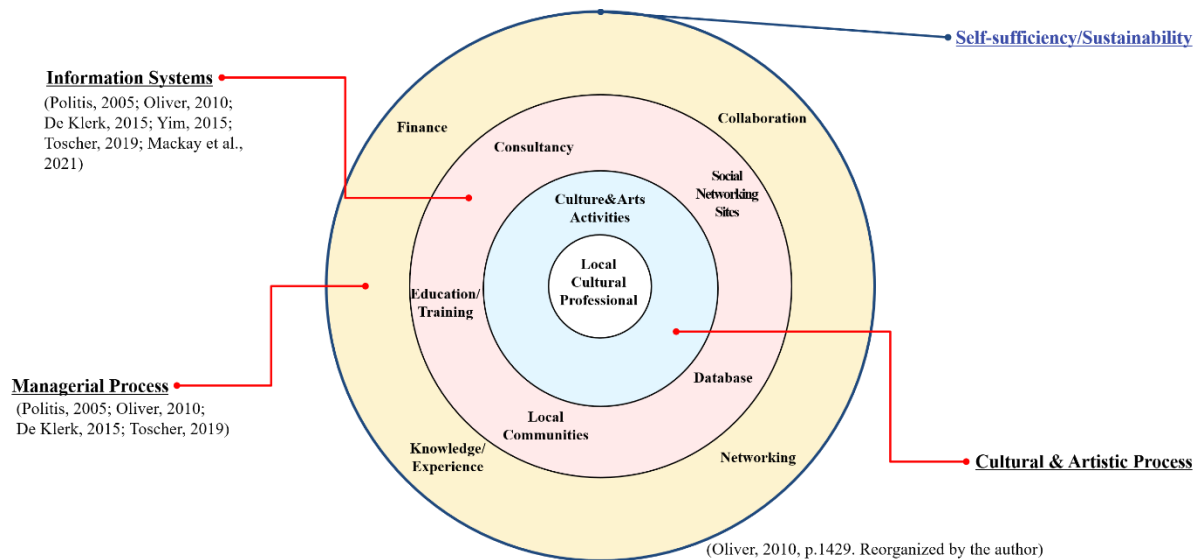 Self-sufficiency/Sustainability
Information Systems
(Politis, 2005; Oliver, 2010;
De Klerk, 2015; Yim, 2015;
Toscher, 2019; Mackay et al.,
2021)
Finance
Collaboration
Consultancy
Social
Networking
Sites
Culture&Arts
Activities
Local
Cultural
Professional
Education/
Training
Managerial Process
(Politis, 2005; Oliver, 2010;
De Klerk, 2015; Toscher, 2019)
Database
Local
Communities
Knowledge/
Experience
Networking
Cultural & Artistic Process
(Oliver, 2010, p.1429. Reorganized by the author)